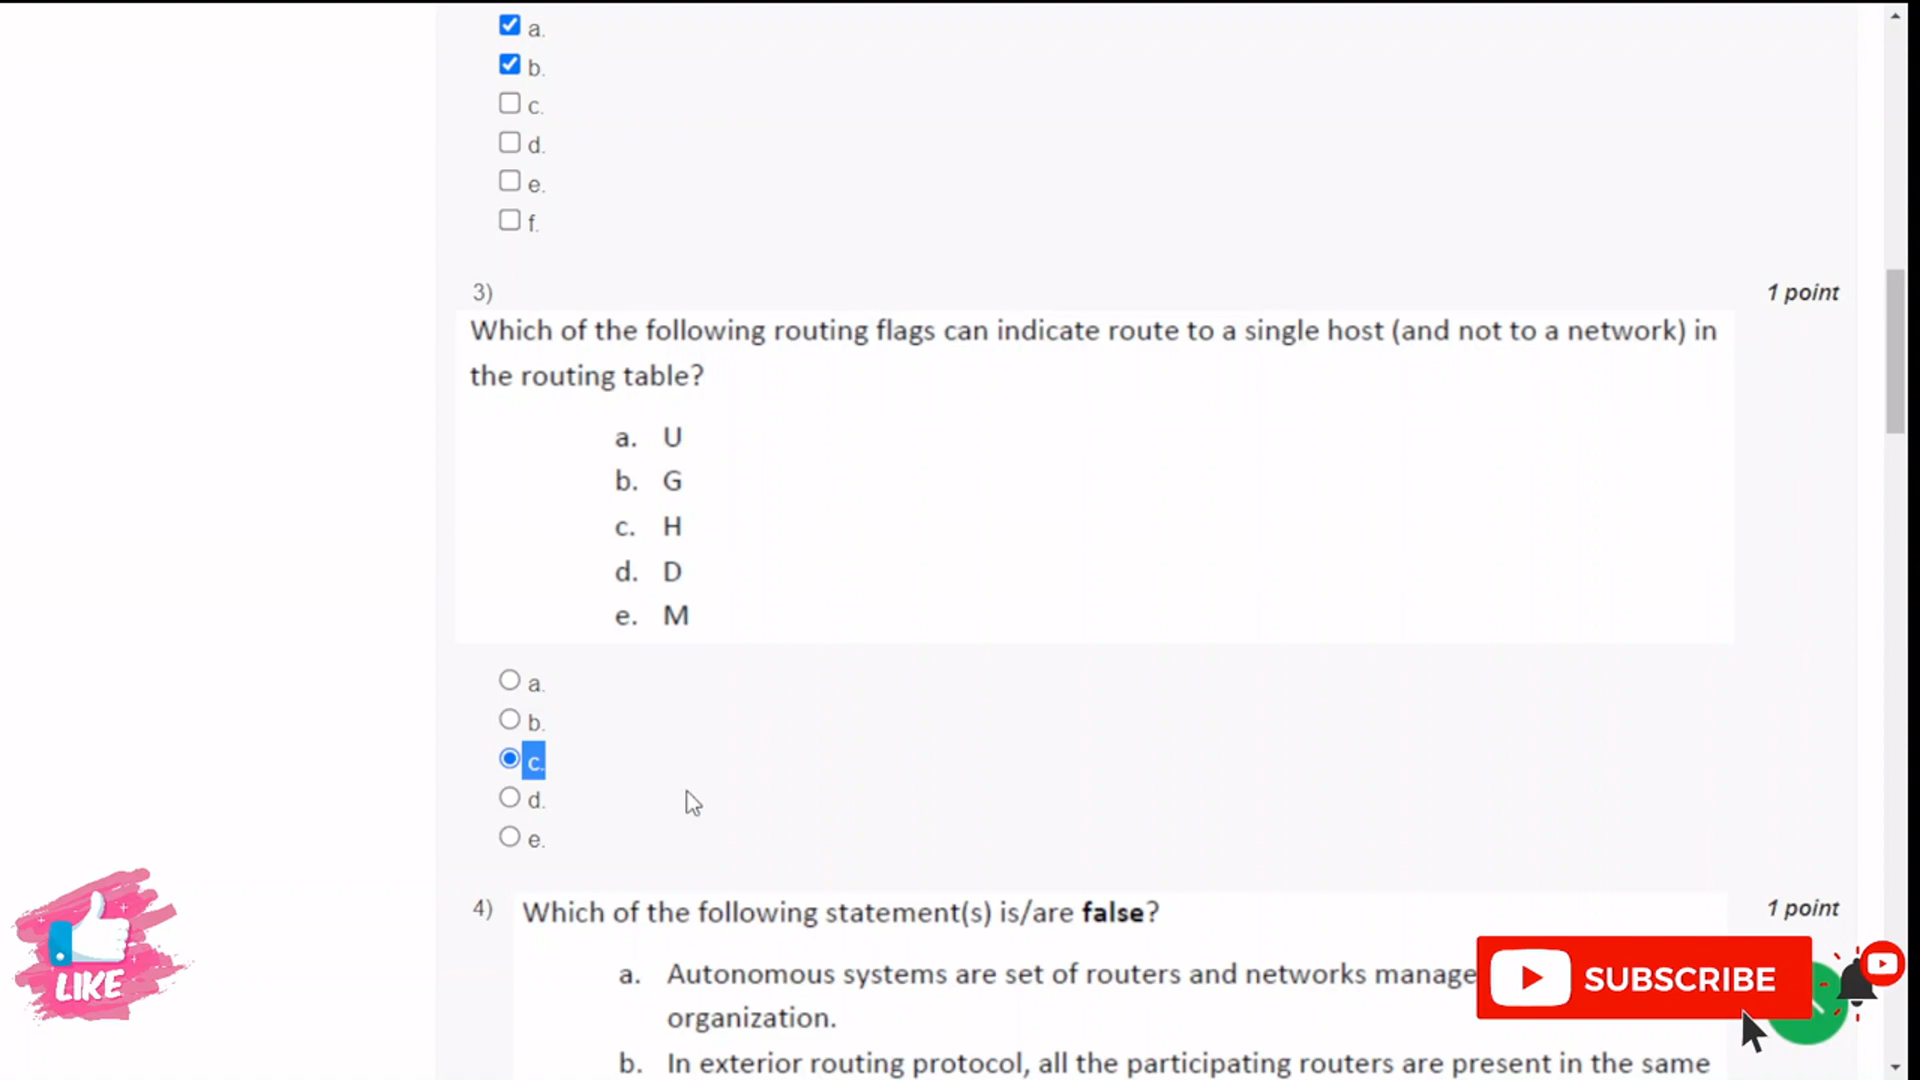 a.
b.
c.
d.
e.
f.
3)
1 point
Which of the following routing flags can indicate route to a single host (and not to a network) in
the routing table?
a. U
b. G
c. H
d. D
e. M
a.
b.
c.
d.
e.
4) Which of the following statement(s) is/are false?
1 point
a. Autonomous systems are set of routers and networks manage
organization.
b. In exterior routing protocol, all the participating routers are present in the same
LIKE
SUBSCRIBE